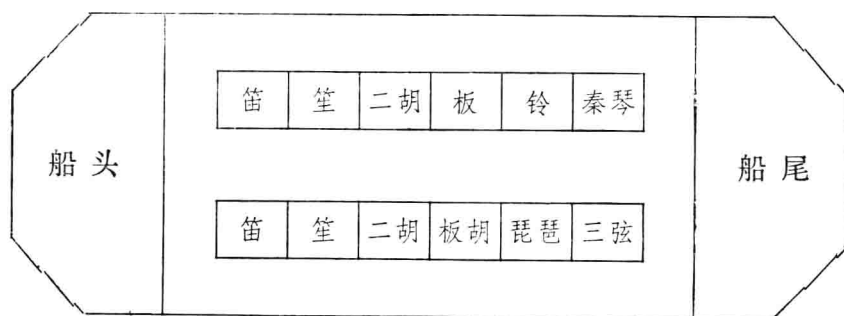 笛 笙 二胡 板 铃 秦琴
船头
船尾
笛 笙 二胡 板胡 琵琶 三弦